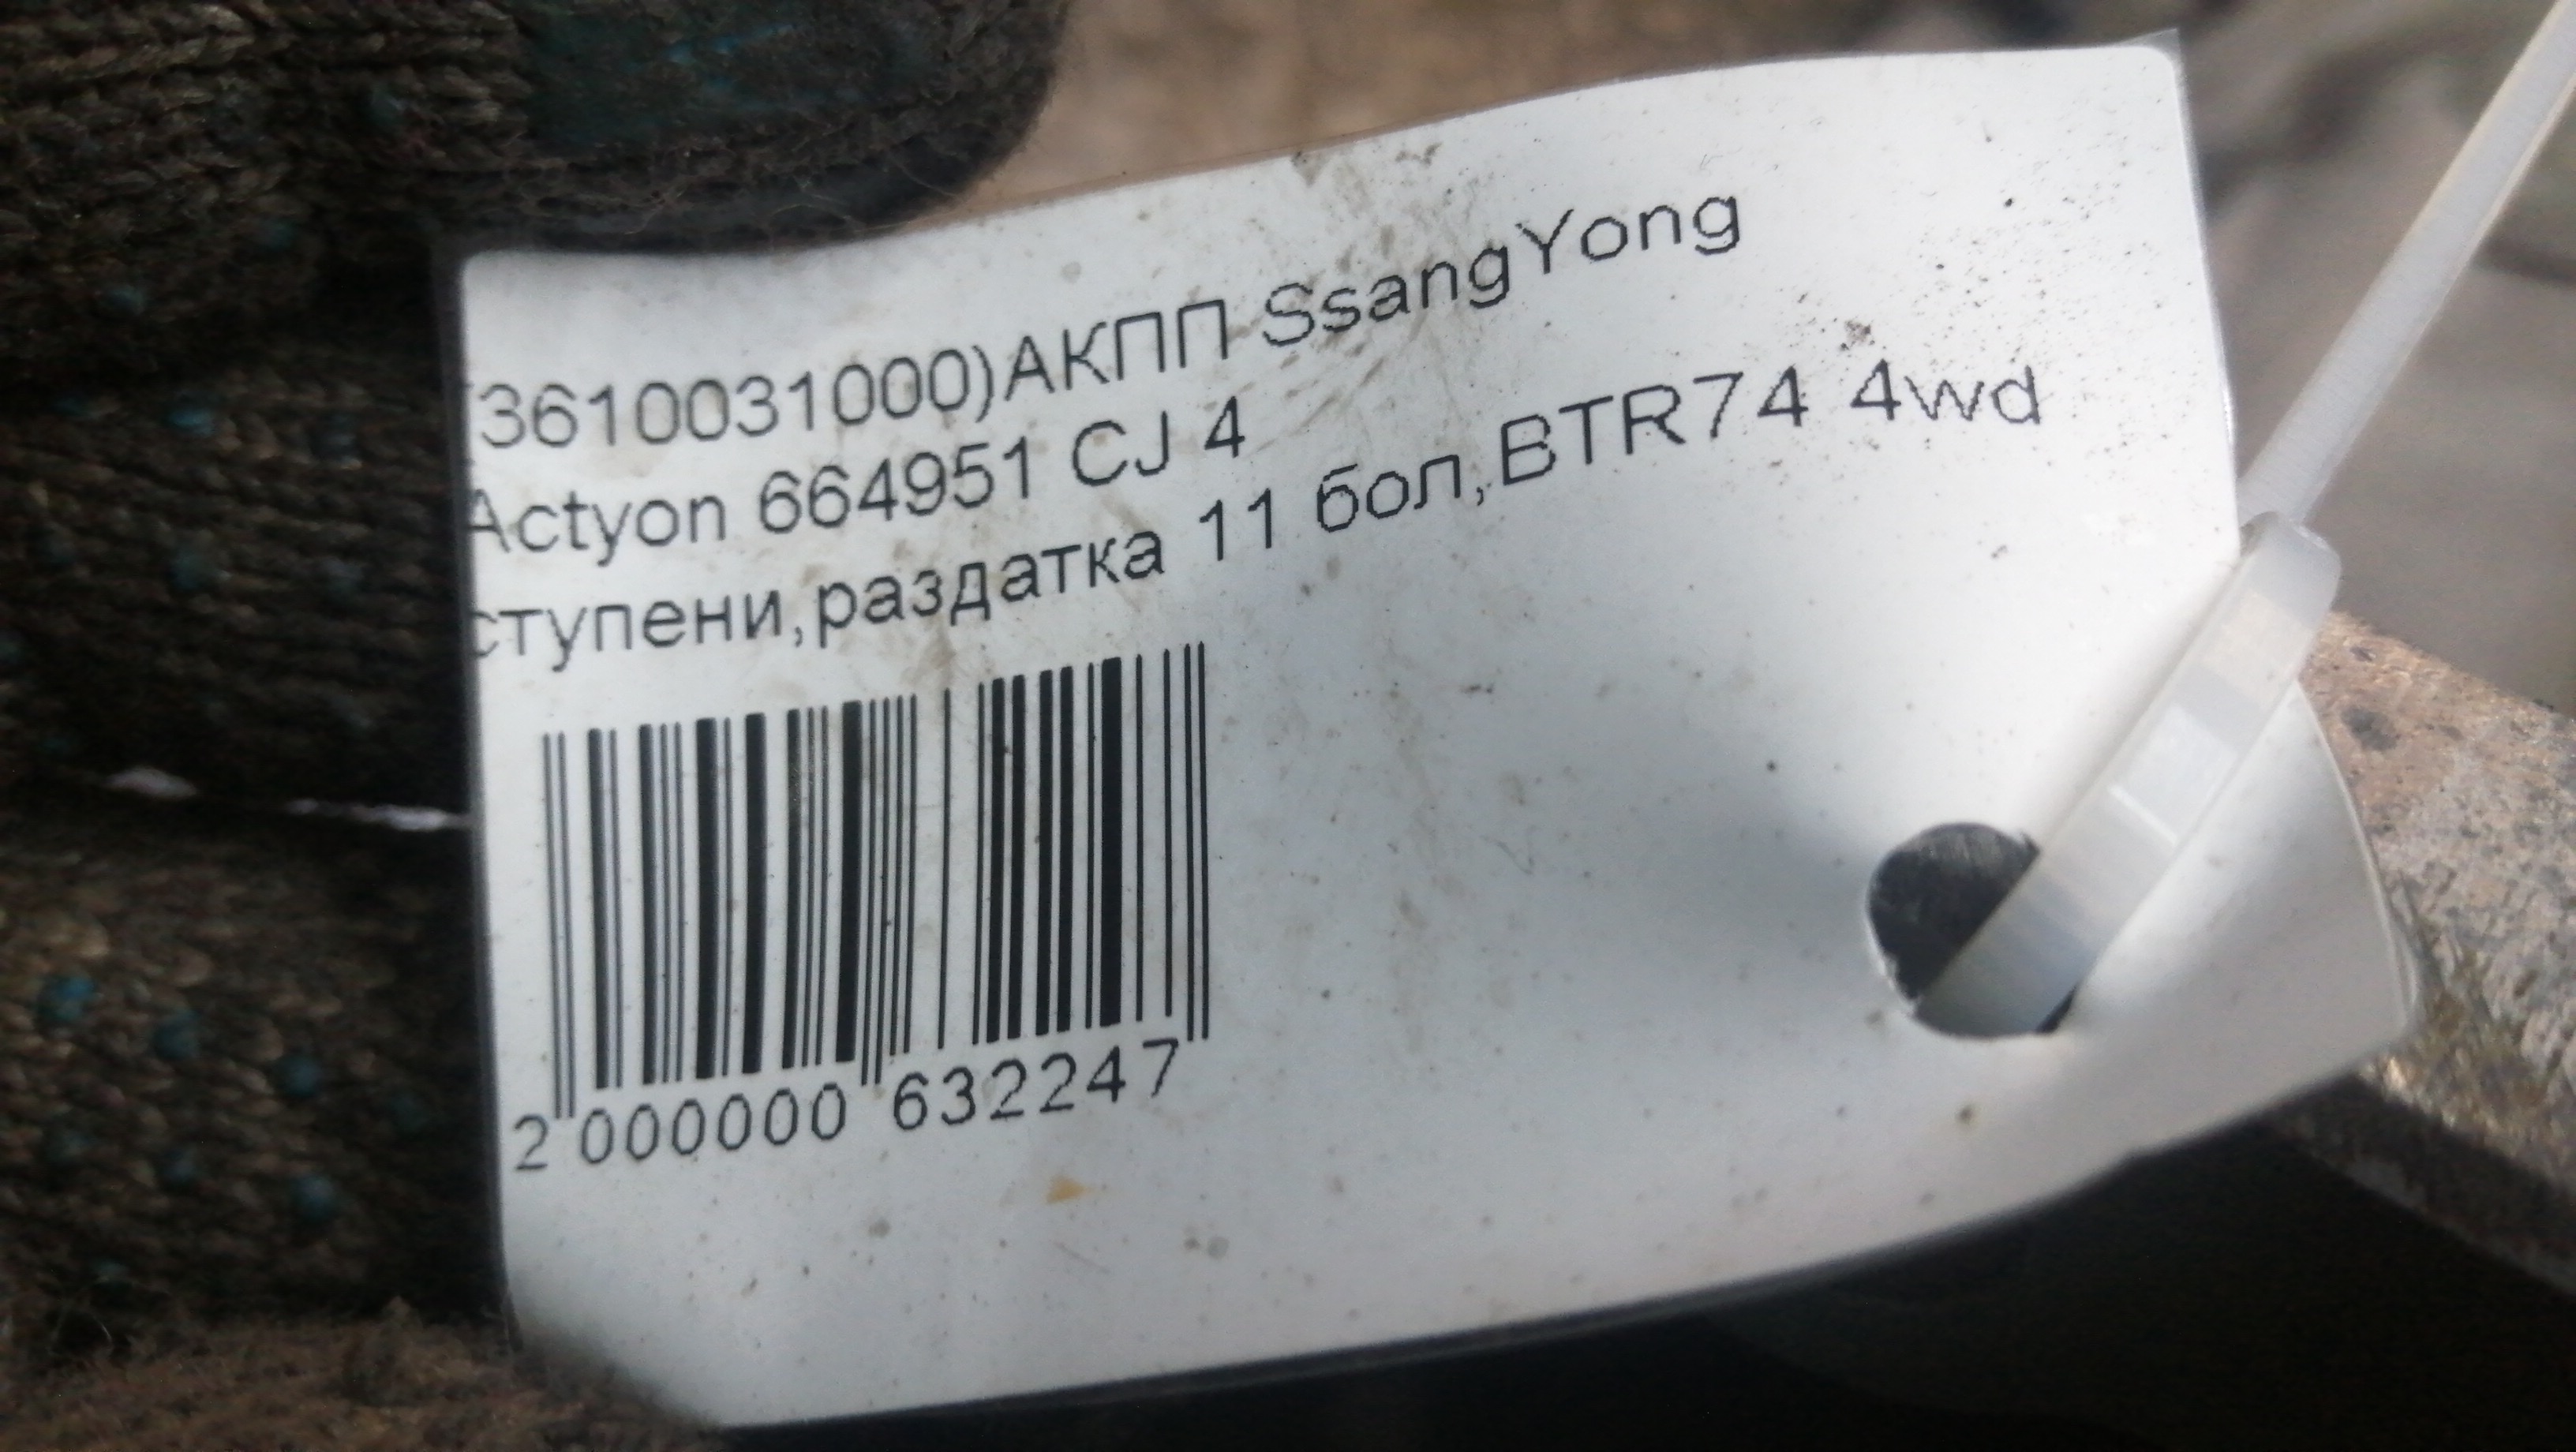 (3610031000)АКПП SsangYong
Actyon 664951 CJ 4
ступени,раздатка 11 бол,BTR74 4wd
2 000000 632247